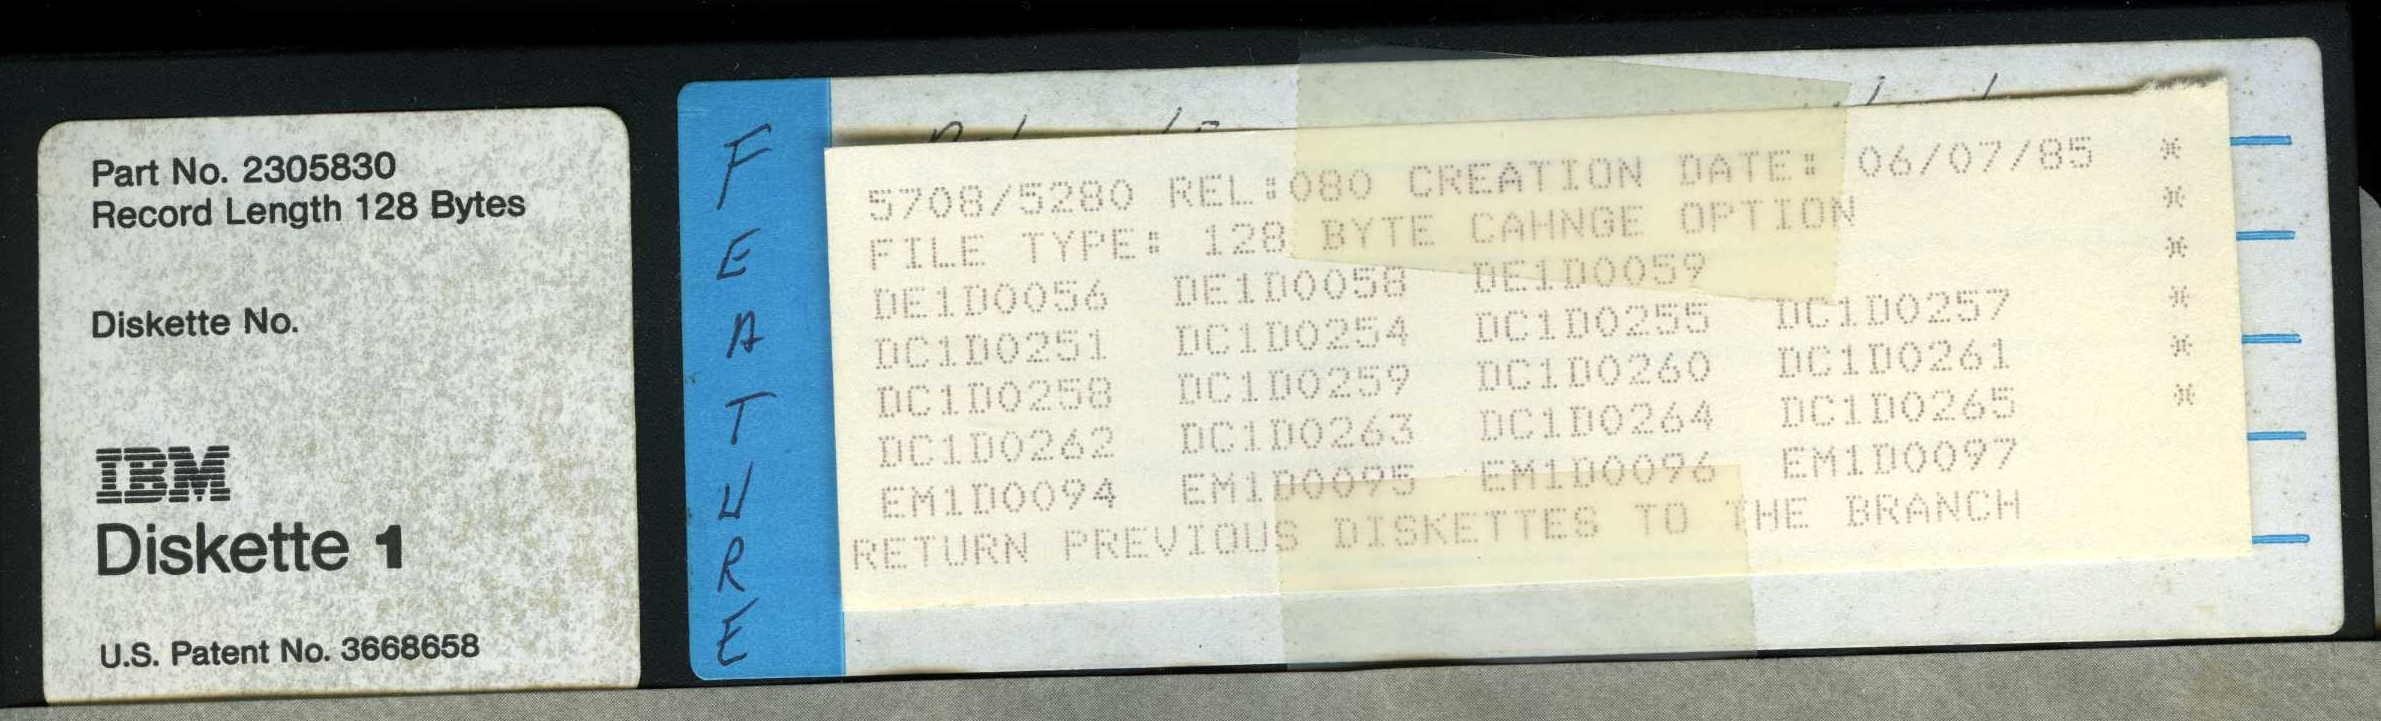 Part No. 2305830
Record Length 128 Bytes
Diskette No.
IBM
Diskette 1
U.S. Patent No. 3668658
FEATURE
5708/5280 REL:080 CREATION DATE: 06/07/85 *
FILE TYPE: 128 BYTE CAHNGE OPTION *
DE1D0056 DE1D0058 DE1D0059 *
DC1D0251 DC1D0254 DC1D0255 DC1D0257 *
DC1D0258 DC1D0259 DC1D0260 DC1D0261 *
DC1D0262 DC1D0263 DC1D0264 DC1D0265 *
EM1D0094 EM1D0095 EM1D0096 EM1D0097
RETURN PREVIOUS DISKETTES TO THE BRANCH